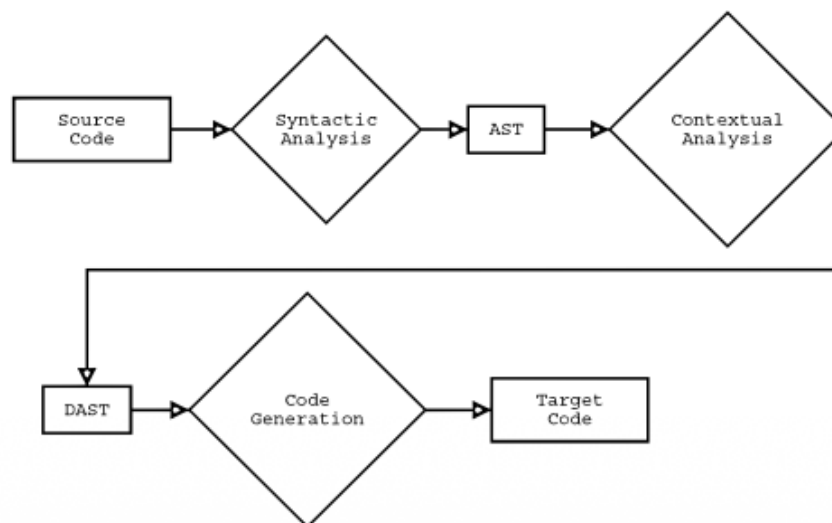 Source
Code
Syntactic
Analysis
AST
Contextual
Analysis
DAST
Code
Generation
Target
Code